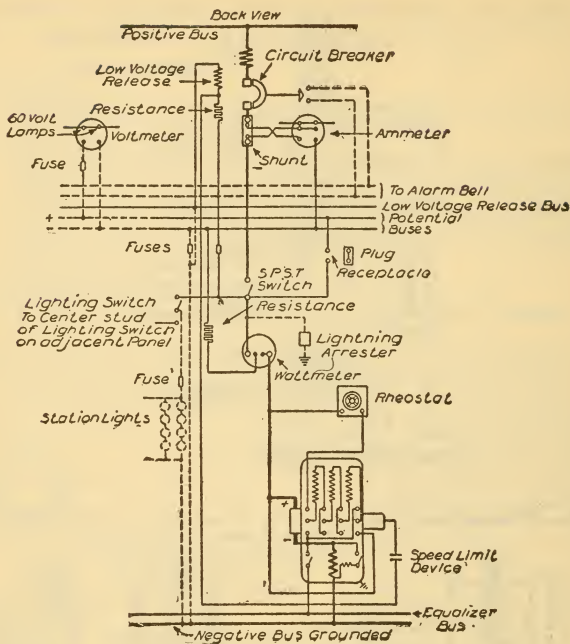 Back View
Positive Bus
Circuit Breaker
Low Voltage
Release
Resistance
60 Volt
Lamps
Voltmeter
Ammeter
Fuse
Shunt
-
To Alarm Bell
Low Voltage Release Bus
+
Potential
Buses
Fuses
Plug
Receptacle
S.P.S.T
Switch
Resistance
Lighting Switch
To Center stud
of Lighting Switch
on adjacent Panel
Lightning
Arrester
Wattmeter
Fuse
Rheostat
Station Lights
+
-
Speed Limit
Device
Equalizer
Bus
Negative Bus Grounded